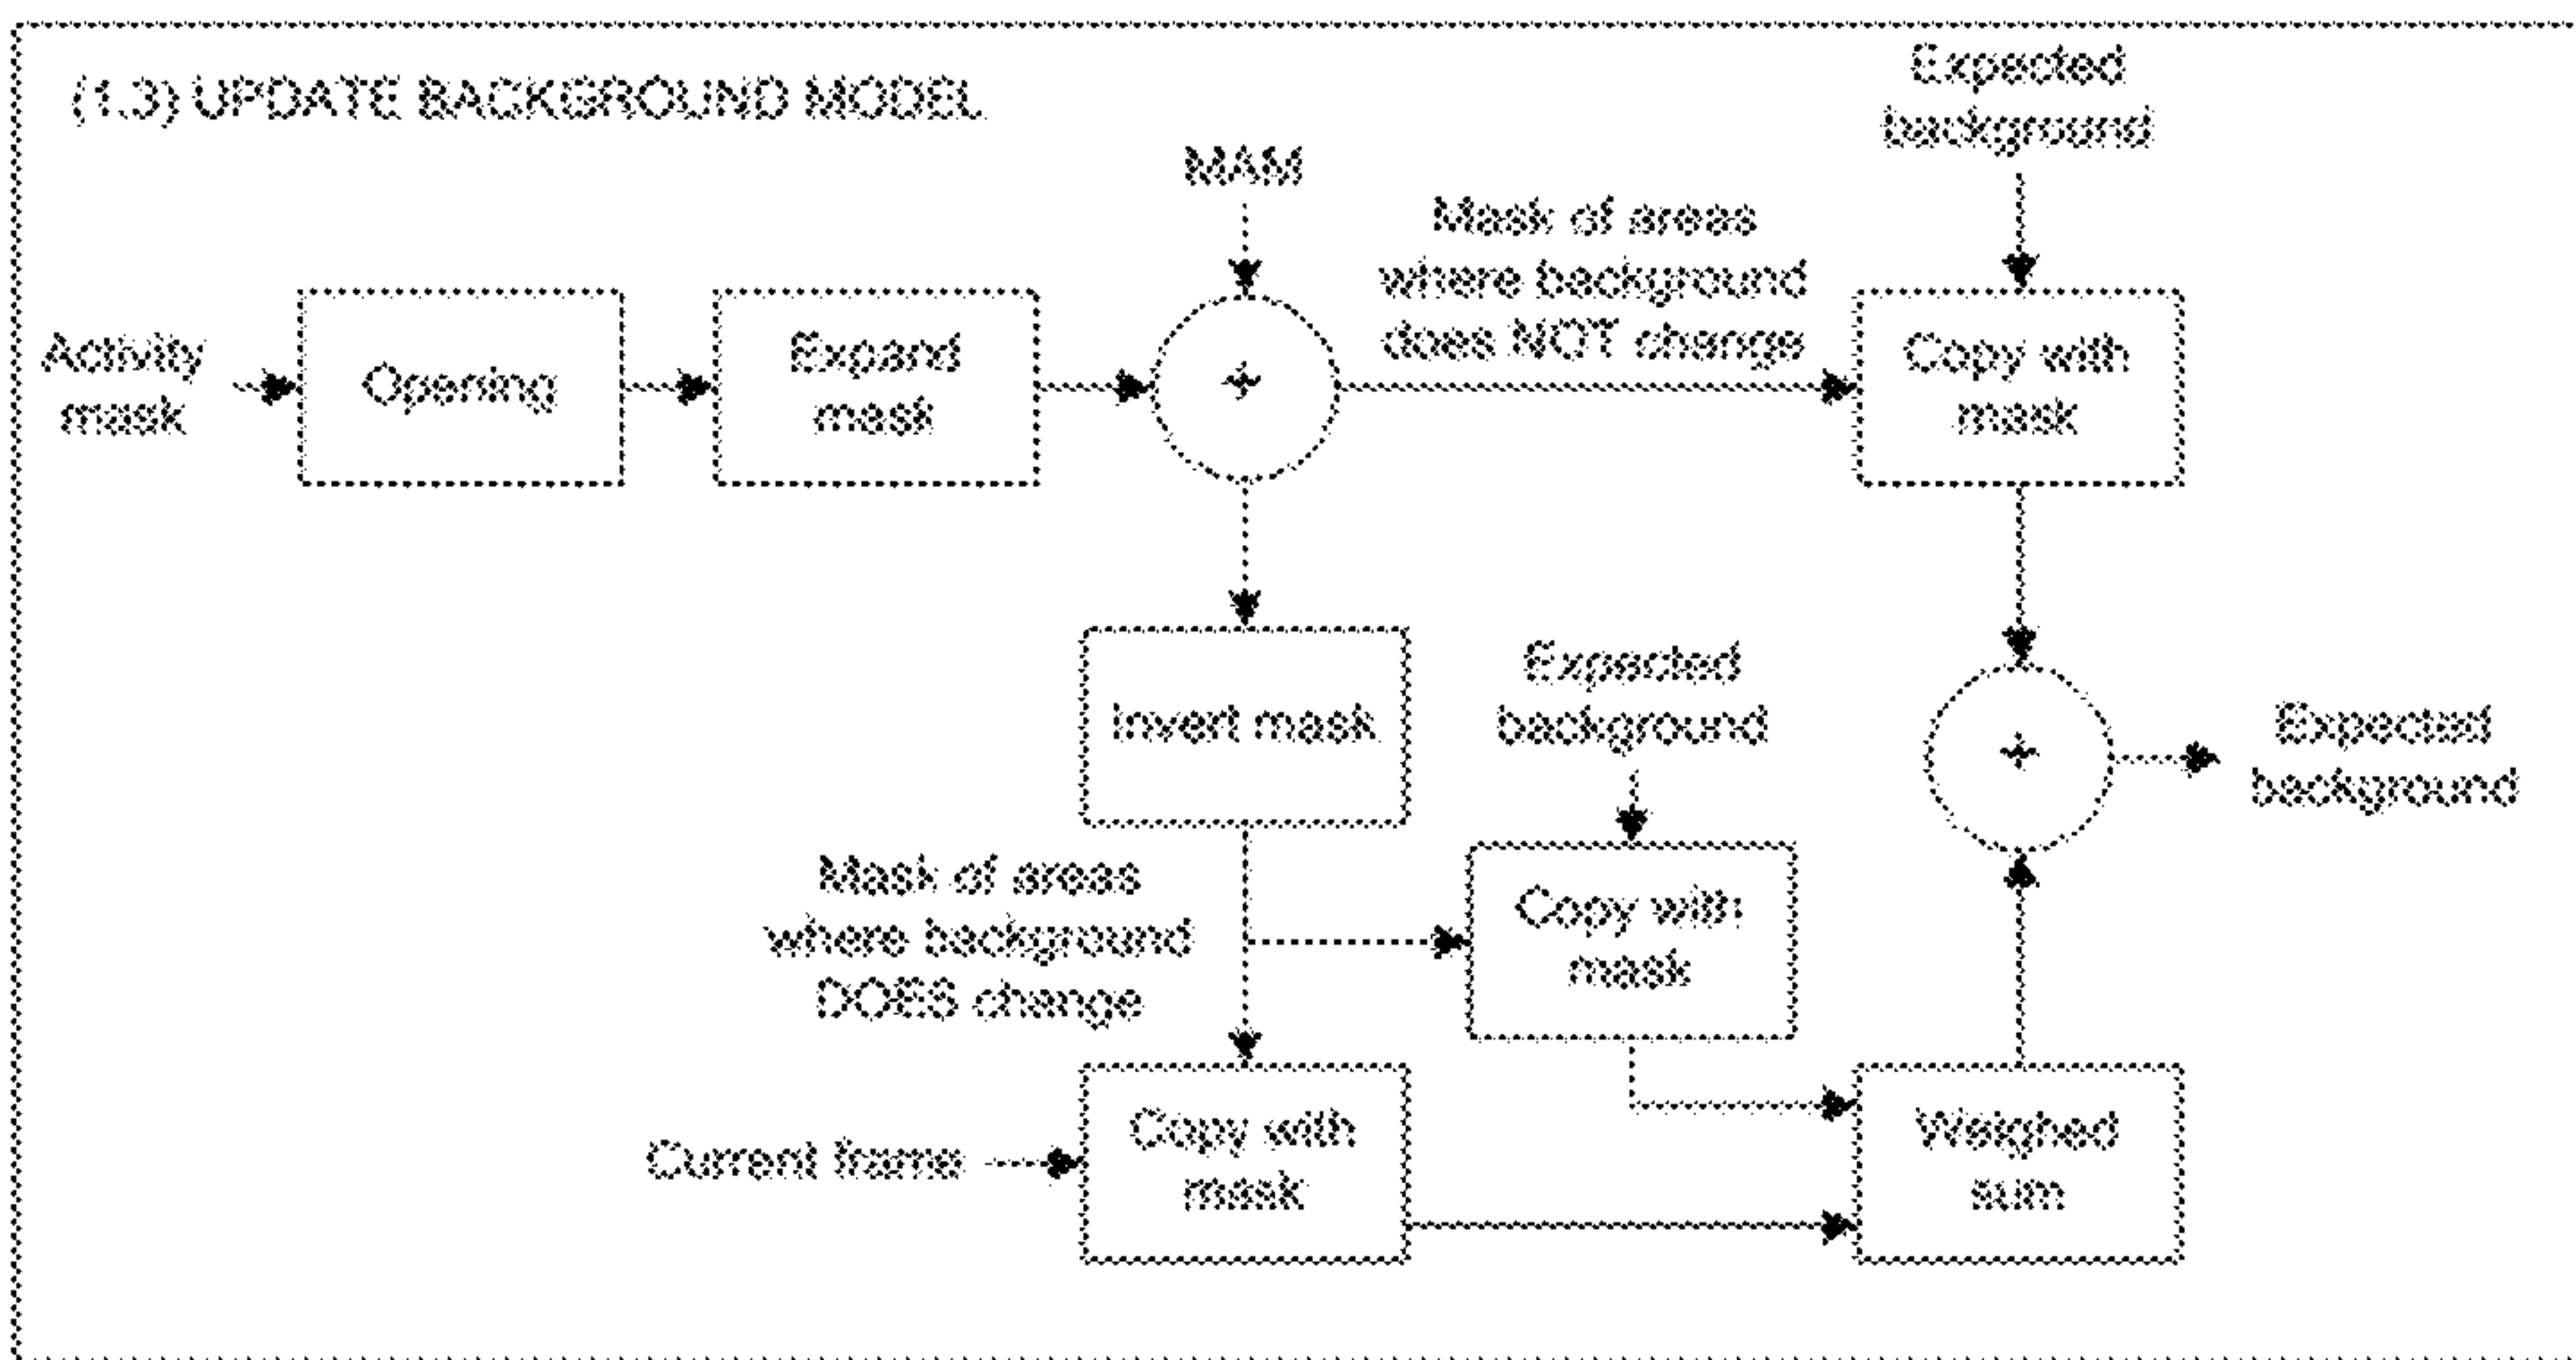 (1.3) UPDATE BACKGROUND MODEL
Expected
background
MAM
Mask of areas
where background
does NOT change
Activity
mask
Opening
Expand
mask
+
Copy with
mask
Invert mask
Expected
background
+
Expected
background
Mask of areas
where background
DOES change
Copy with
mask
Current frame
Copy with
mask
Weighed
sum